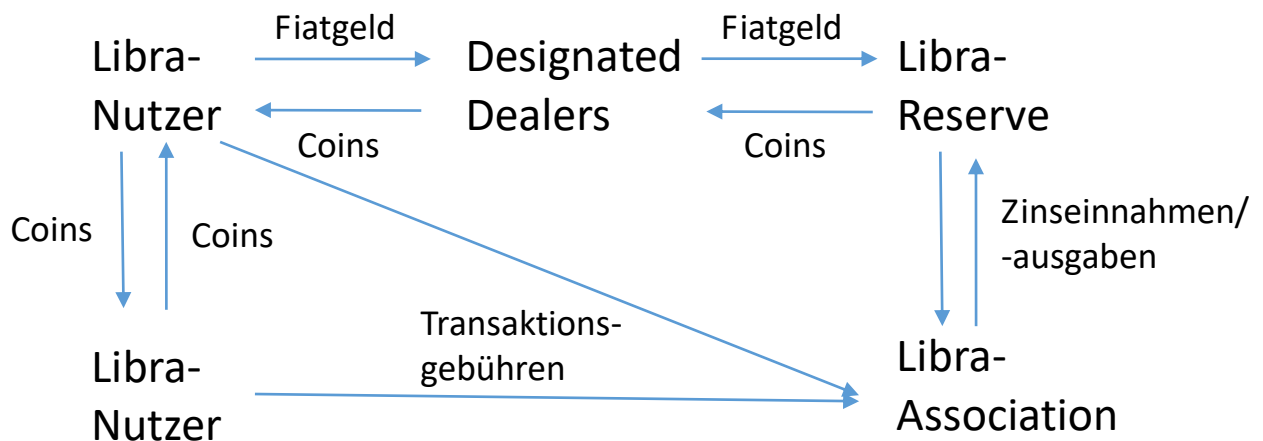 Fiatgeld
Fiatgeld
Libra-
Nutzer
Designated
Dealers
Libra-
Reserve
Coins
Coins
Coins
Coins
Zinseinnahmen/
-ausgaben
Transaktions-
gebühren
Libra-
Nutzer
Libra-
Association